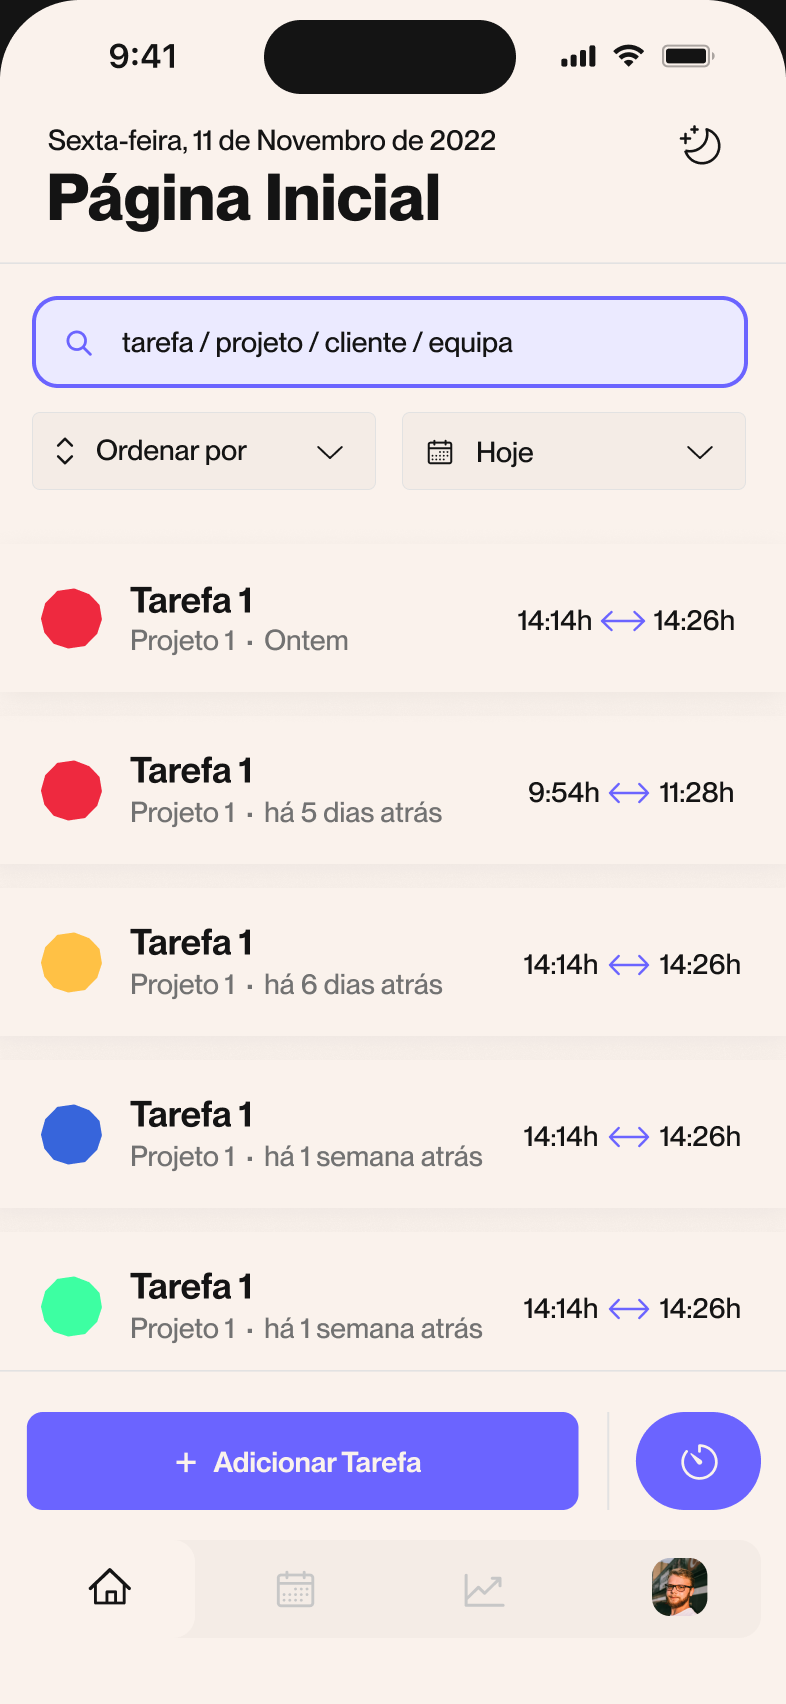 9:41
Sexta-feira, 11 de Novembro de 2022
Página Inicial
tarefa / projeto / cliente / equipa
Ordenar por
Hoje
Tarefa 1
Projeto 1 · Ontem
14:14h ↔ 14:26h
Tarefa 1
Projeto 1 · há 5 dias atrás
9:54h ↔ 11:28h
Tarefa 1
Projeto 1 · há 6 dias atrás
14:14h ↔ 14:26h
Tarefa 1
Projeto 1 · há 1 semana atrás
14:14h ↔ 14:26h
Tarefa 1
Projeto 1 · há 1 semana atrás
14:14h ↔ 14:26h
+ Adicionar Tarefa